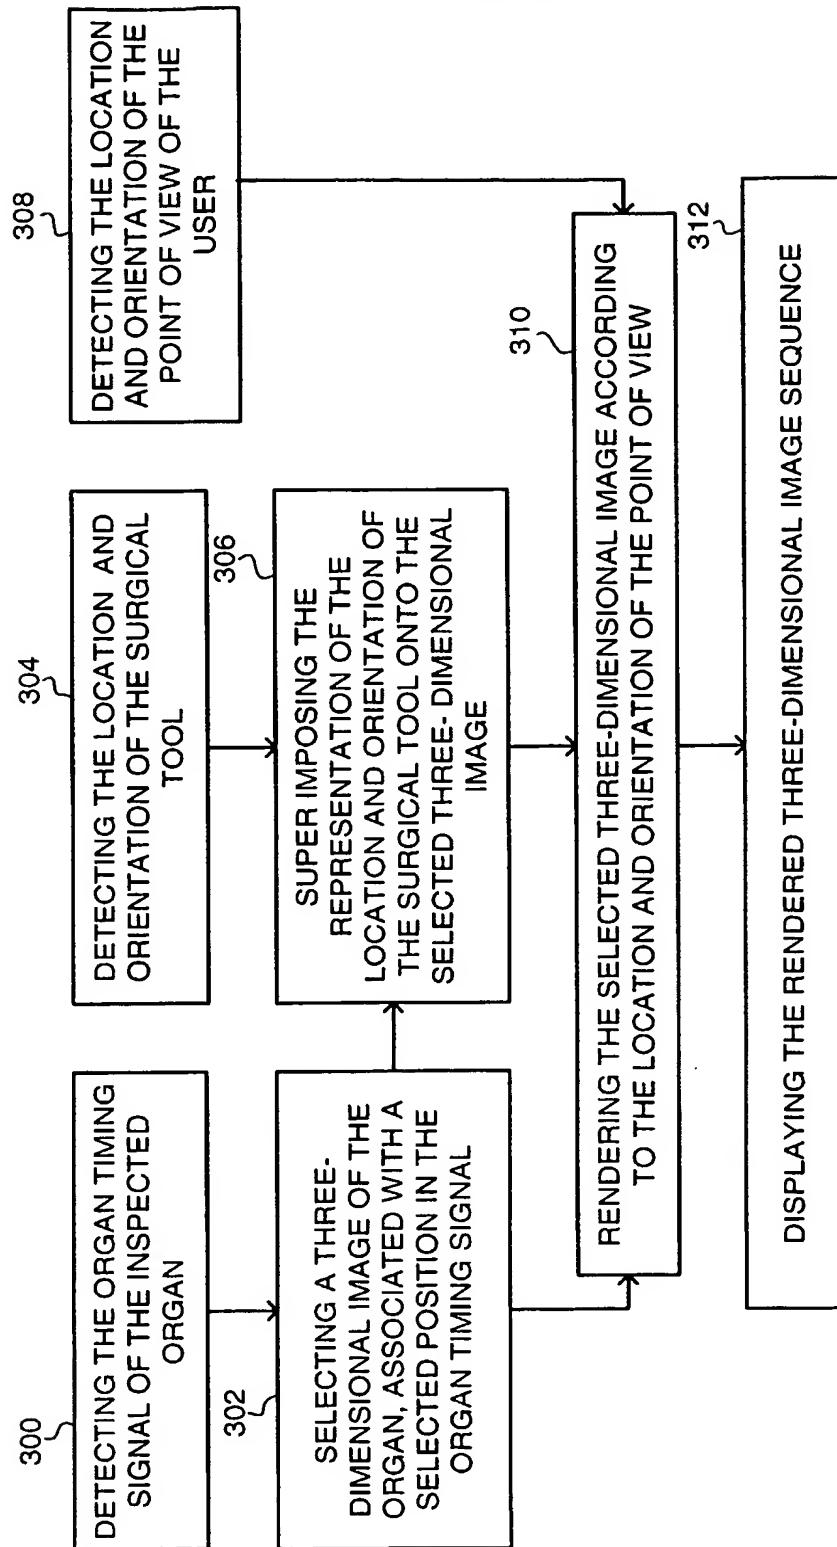 300
DETECTING THE ORGAN TIMING
SIGNAL OF THE INSPECTED
ORGAN
302
SELECTING A THREE-
DIMENSIONAL IMAGE OF THE
ORGAN, ASSOCIATED WITH A
SELECTED POSITION IN THE
ORGAN TIMING SIGNAL
304
DETECTING THE LOCATION AND
ORIENTATION OF THE SURGICAL
TOOL
306
SUPER IMPOSING THE
REPRESENTATION OF THE
LOCATION AND ORIENTATION OF
THE SURGICAL TOOL ONTO THE
SELECTED THREE- DIMENSIONAL
IMAGE
308
DETECTING THE LOCATION
AND ORIENTATION OF THE
POINT OF VIEW OF THE
USER
310
RENDERING THE SELECTED THREE-DIMENSIONAL IMAGE ACCORDING
TO THE LOCATION AND ORIENTATION OF THE POINT OF VIEW
312
DISPLAYING THE RENDERED THREE-DIMENSIONAL IMAGE SEQUENCE